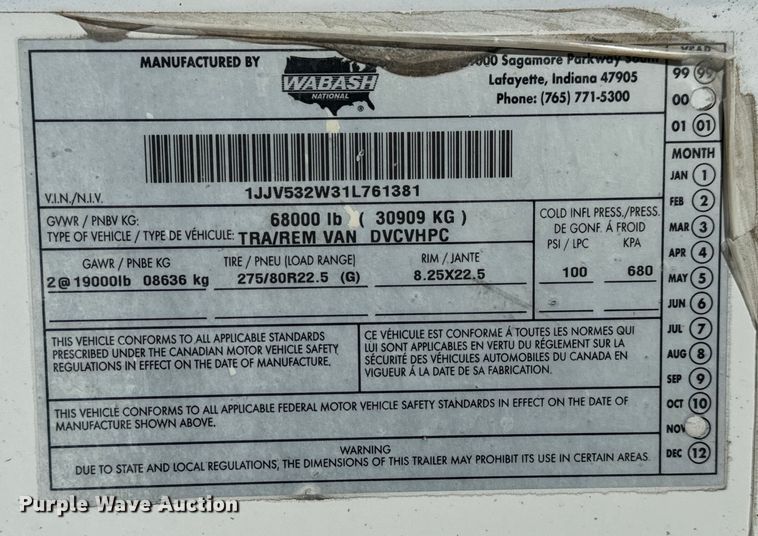 MANUFACTURED BY
WABASH
NATIONAL
®
Sagamore Parkway South
Lafayette, Indiana 47905
Phone: (765) 771-5300
YEAR
99 99
00
01 01
MONTH
JAN 1
FEB 2
MAR 3
APR 4
MAY 5
JUN 6
JUL 7
AUG 8
SEP 9
OCT 10
NOV
DEC 12
V.I.N./N.I.V.
1JJV532W31L761381
GVWR / PNBV KG: 68000 lb ( 30909 KG )
TYPE OF VEHICLE / TYPE DE VÉHICULE: TRA/REM VAN DVCVHPC
COLD INFL PRESS./PRESS.
DE GONF. Á FROID
PSI / LPC KPA
100 680
GAWR / PNBE KG TIRE / PNEU (LOAD RANGE) RIM / JANTE
2@19000lb 08636 kg 275/80R22.5 (G) 8.25X22.5
THIS VEHICLE CONFORMS TO ALL APPLICABLE STANDARDS
PRESCRIBED UNDER THE CANADIAN MOTOR VEHICLE SAFETY
REGULATIONS IN EFFECT ON THE DATE OF MANUFACTURE.
CE VÉHICULE EST CONFORME Á TOUTES LES NORMES QUI
LUI SONT APPLICABLES EN VERTU DU RÉGLEMENT SUR LA
SÉCURITÉ DES VÉHICULES AUTOMOBILES DU CANADA EN
VIGUEUR Á LA DATE DE SA FABRICATION.
THIS VEHICLE CONFORMS TO ALL APPLICABLE FEDERAL MOTOR VEHICLE SAFETY STANDARDS IN EFFECT ON THE DATE OF
MANUFACTURE SHOWN ABOVE.
WARNING
DUE TO STATE AND LOCAL REGULATIONS, THE DIMENSIONS OF THIS TRAILER MAY PROHIBIT ITS USE IN CERTAIN AREAS.
Purple Wave Auction